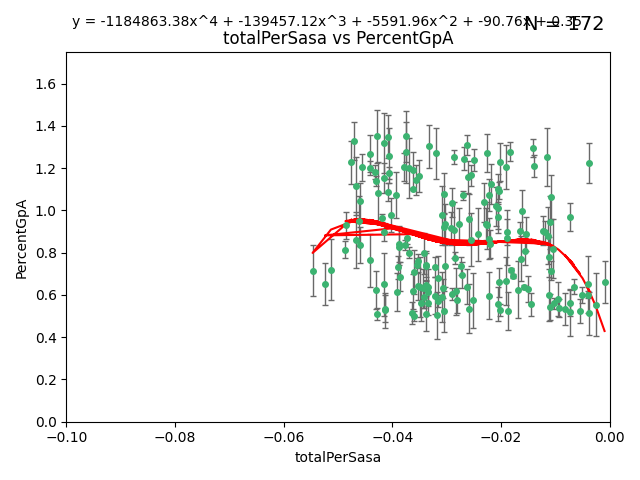 y = -1184863.38x^4 + -139457.12x^3 + -5591.96x^2 + -90.76x + 0.35
N = 172
totalPerSasa vs PercentGpA
1.6
1.4
1.2
1.0
0.8
0.6
0.4
0.2
0.0
PercentGpA
−0.10 −0.08 −0.06 −0.04 −0.02 0.00
totalPerSasa